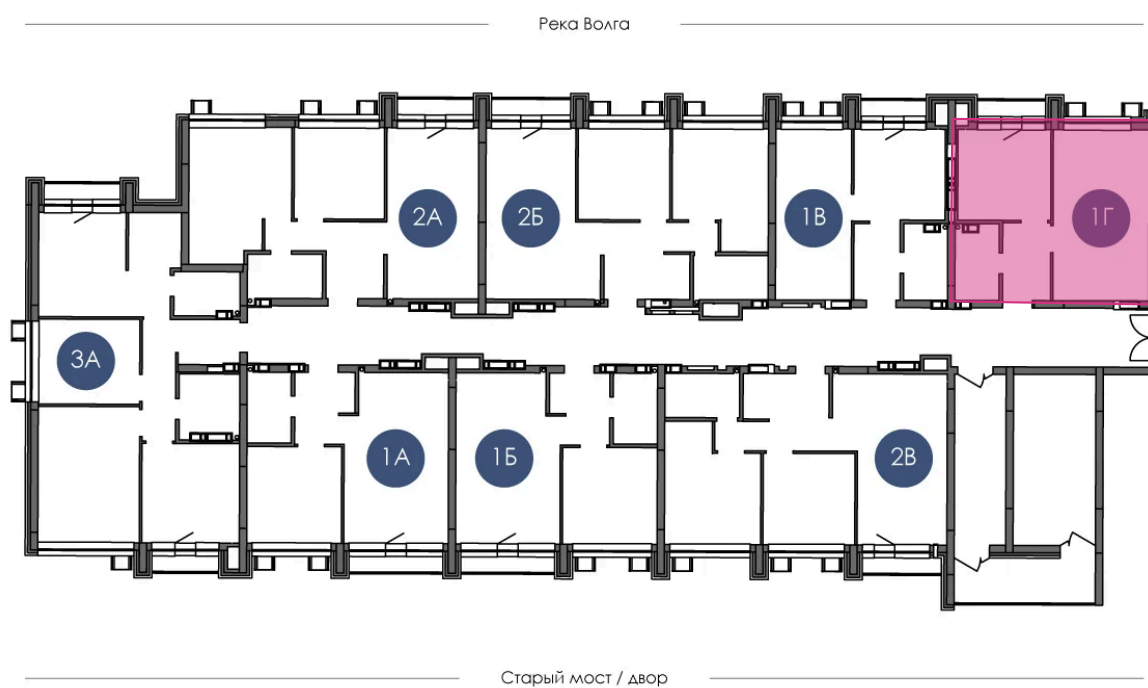 Река Волга
2А
2Б
1В
1Г
3А
1А
1Б
2В
Старый мост / двор